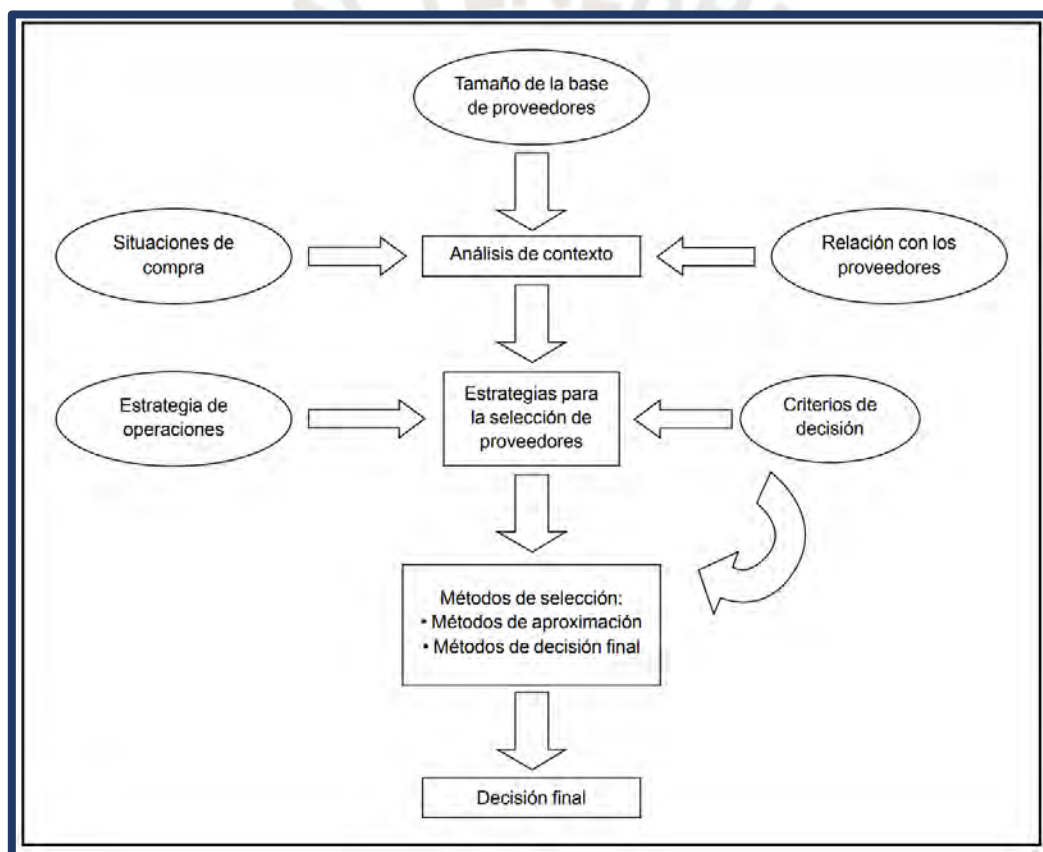 Tamaño de la base
de proveedores
Situaciones de
compra
Análisis de contexto
Relación con los
proveedores
Estrategia de
operaciones
Estrategias para
la selección de
proveedores
Criterios de
decisión
Métodos de selección:
• Métodos de aproximación
• Métodos de decisión final
Decisión final